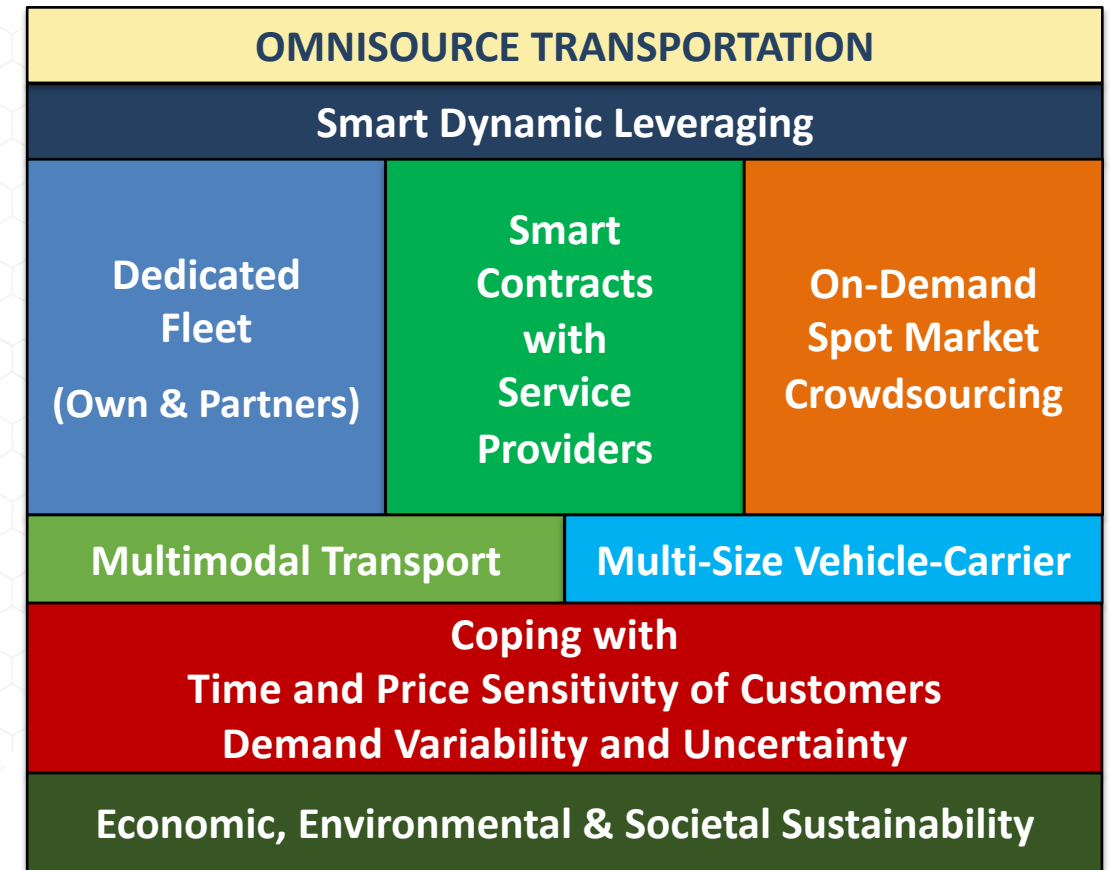 OMNISOURCE TRANSPORTATION
Smart Dynamic Leveraging
Dedicated
Fleet
(Own & Partners)
Smart
Contracts
with
Service
Providers
On-Demand
Spot Market
Crowdsourcing
Multimodal Transport
Multi-Size Vehicle-Carrier
Coping with
Time and Price Sensitivity of Customers
Demand Variability and Uncertainty
Economic, Environmental & Societal Sustainability